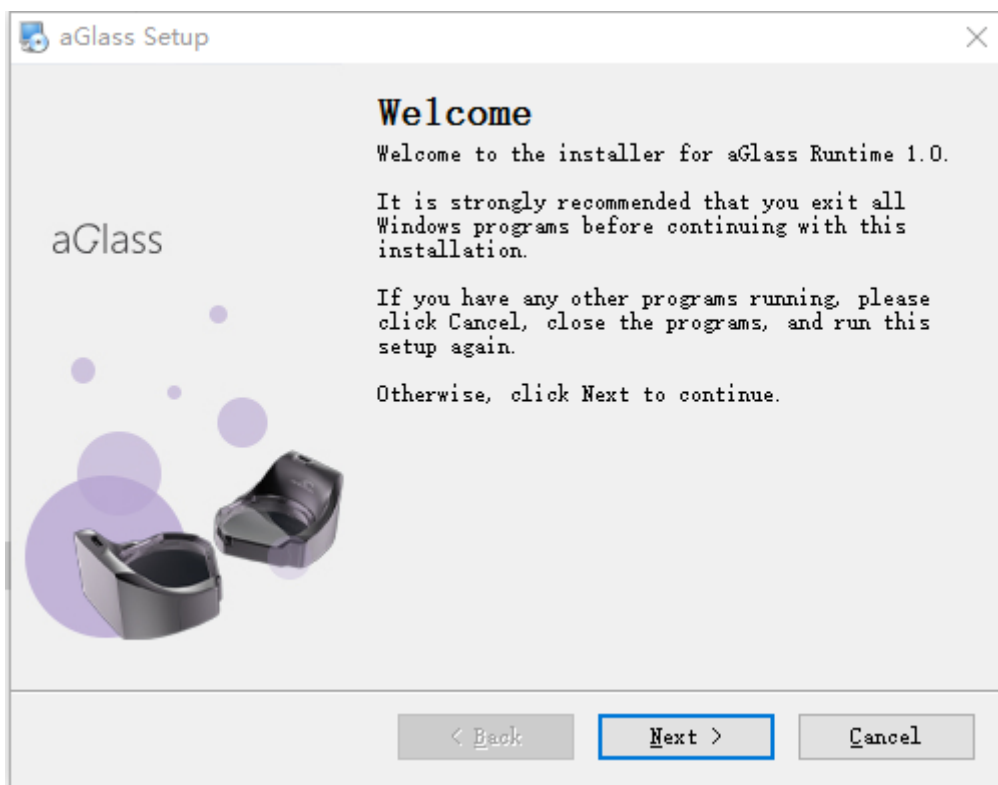 aGlass Setup
Welcome
Welcome to the installer for aGlass Runtime 1.0.
It is strongly recommended that you exit all
Windows programs before continuing with this
installation.
If you have any other programs running, please
click Cancel, close the programs, and run this
setup again.
Otherwise, click Next to continue.
aGlass
< Back
Next >
Cancel